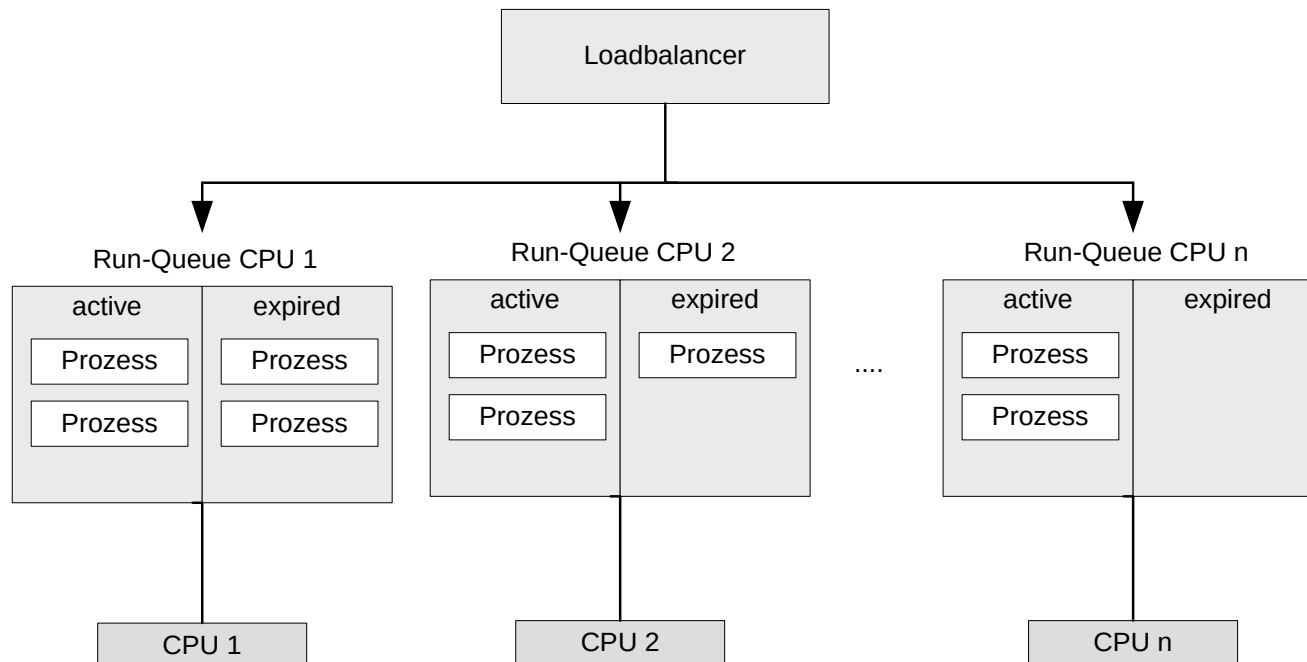 Loadbalancer
Run-Queue CPU 1
active expired
Prozess Prozess
Prozess Prozess
CPU 1
Run-Queue CPU 2
active expired
Prozess Prozess
Prozess
CPU 2
....
Run-Queue CPU n
active expired
Prozess
Prozess
CPU n